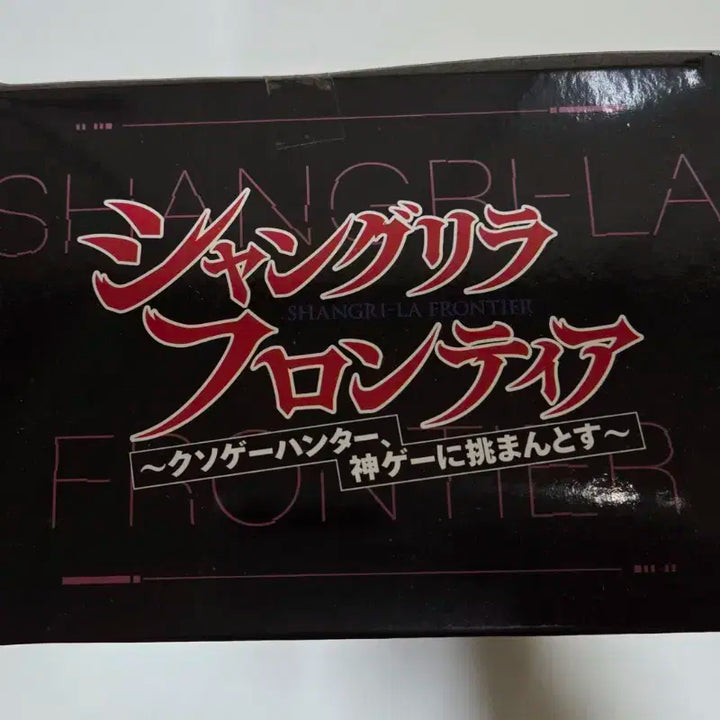 SHANGRI-LA
シャングリラ
SHANGRI-LA FRONTIER
フロンティア
FRONTIER
〜クソゲーハンター、
神ゲーに挑まんとす〜